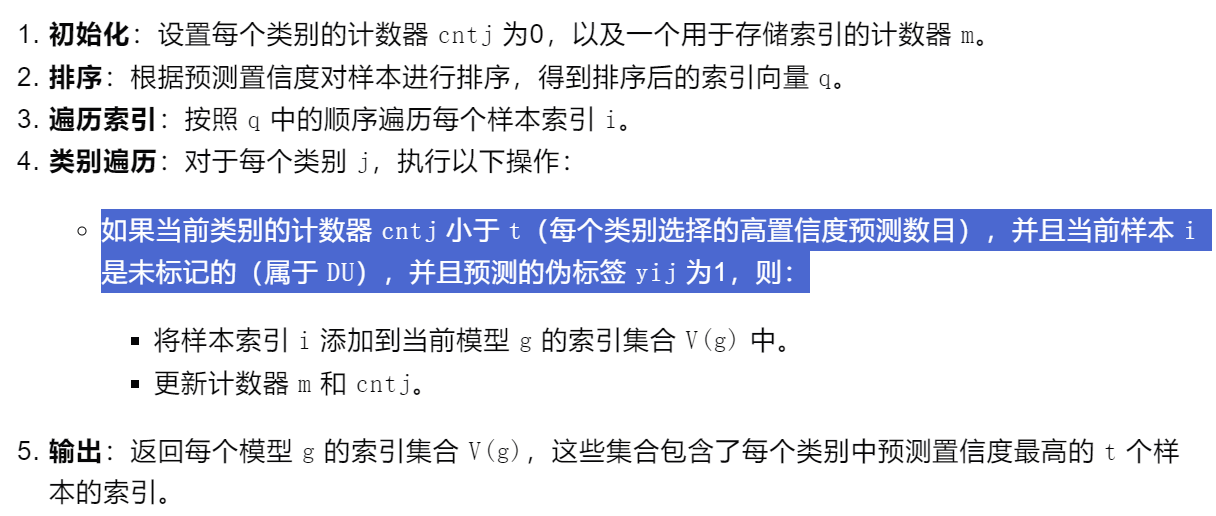 1. 初始化：设置每个类别的计数器 cntj 为0，以及一个用于存储索引的计数器 m。
2. 排序：根据预测置信度对样本进行排序，得到排序后的索引向量 q。
3. 遍历索引：按照 q 中的顺序遍历每个样本索引 i。
4. 类别遍历：对于每个类别 j，执行以下操作：
如果当前类别的计数器 cntj 小于 t（每个类别选择的高置信度预测数目），并且当前样本 i
是未标记的（属于 DU），并且预测的伪标签 yij 为1，则：
将样本索引 i 添加到当前模型 g 的索引集合 V(g) 中。
更新计数器 m 和 cntj。
5. 输出：返回每个模型 g 的索引集合 V(g)，这些集合包含了每个类别中预测置信度最高的 t 个样
本的索引。